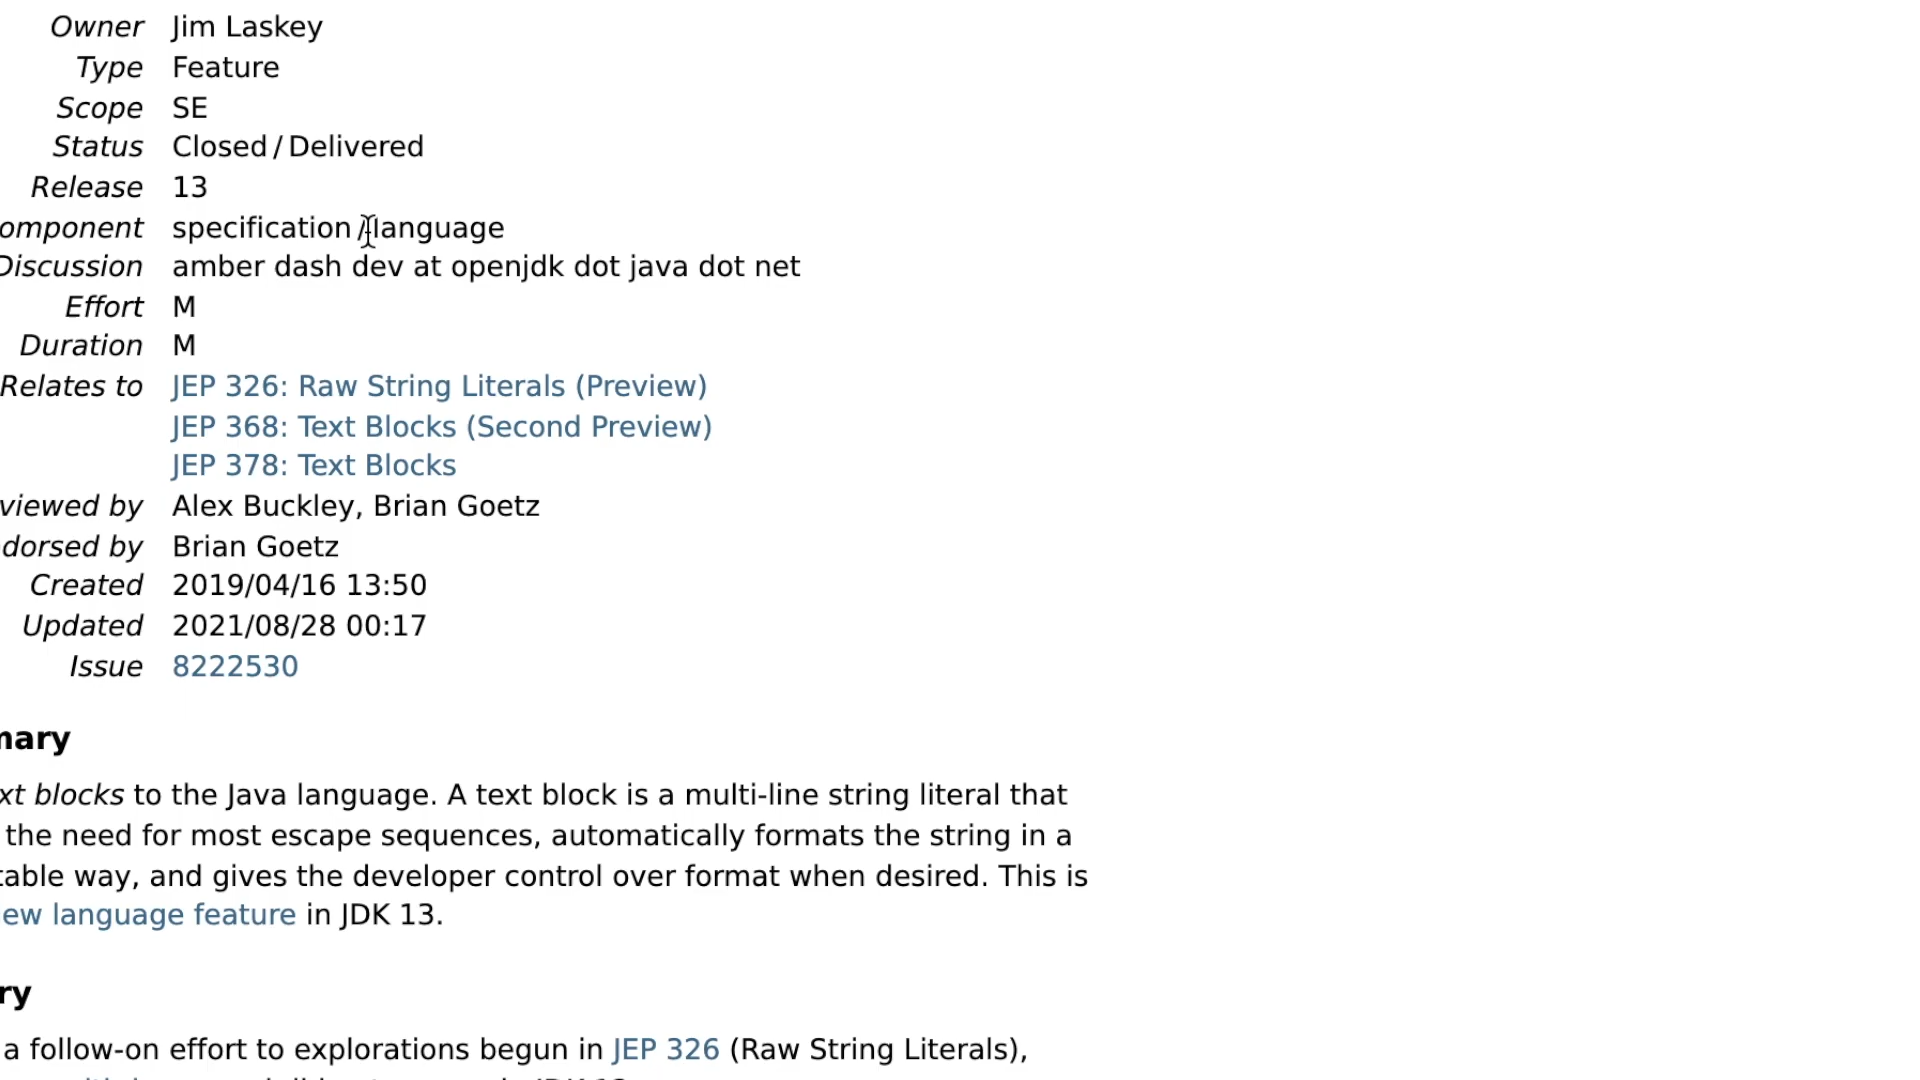 Owner Jim Laskey
Type Feature
Scope SE
Status Closed / Delivered
Release 13
omponent specification / language
Discussion amber dash dev at openjdk dot java dot net
Effort M
Duration M
Relates to JEP 326: Raw String Literals (Preview)
JEP 368: Text Blocks (Second Preview)
JEP 378: Text Blocks
viewed by Alex Buckley, Brian Goetz
dorsed by Brian Goetz
Created 2019/04/16 13:50
Updated 2021/08/28 00:17
Issue 8222530
mary
xt blocks to the Java language. A text block is a multi-line string literal that
the need for most escape sequences, automatically formats the string in a
table way, and gives the developer control over format when desired. This is
ew language feature in JDK 13.
ry
a follow-on effort to explorations begun in JEP 326 (Raw String Literals),